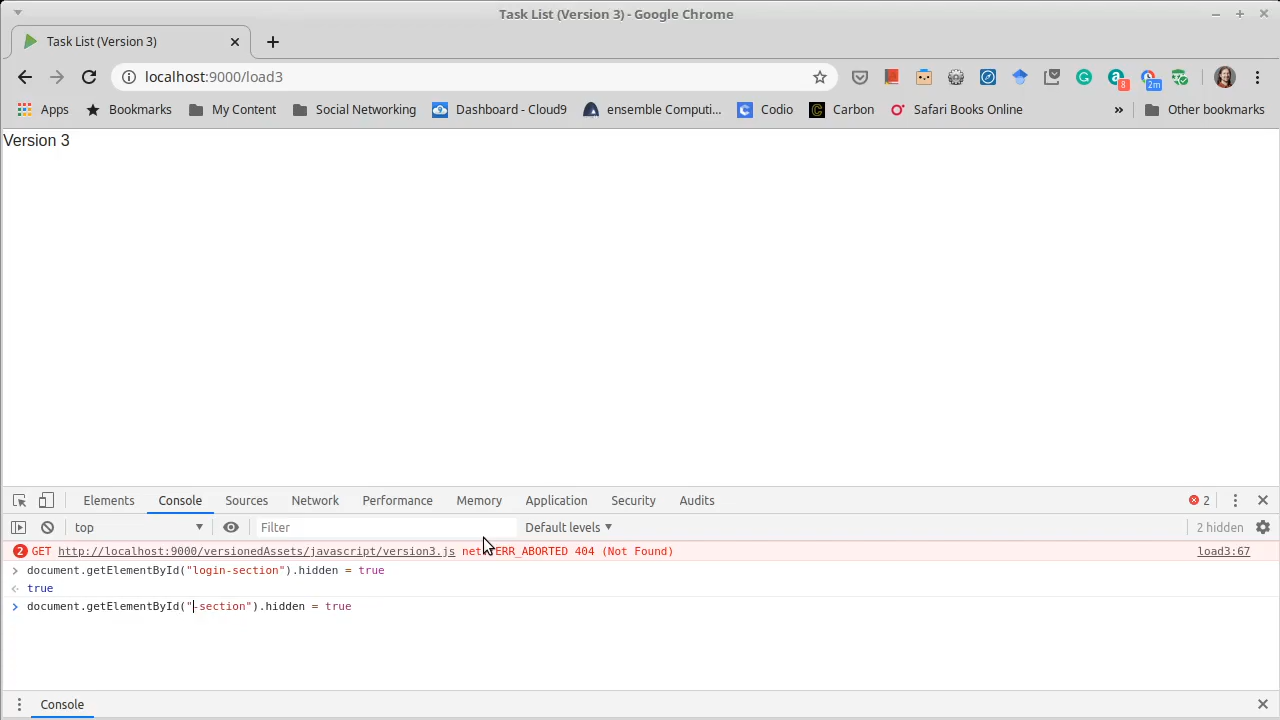 Task List (Version 3) - Google Chrome
Task List (Version 3)
localhost:9000/load3
8
2m
Apps Bookmarks My Content Social Networking Dashboard - Cloud9 ensemble Computi... Codio Carbon Safari Books Online » Other bookmarks
Version 3
Elements Console Sources Network Performance Memory Application Security Audits 2
top Filter Default levels 2 hidden
2 GET http://localhost:9000/versionedAssets/javascript/version3.js net::ERR_ABORTED 404 (Not Found) load3:67
> document.getElementById("login-section").hidden = true
true
> document.getElementById("-section").hidden = true
Console